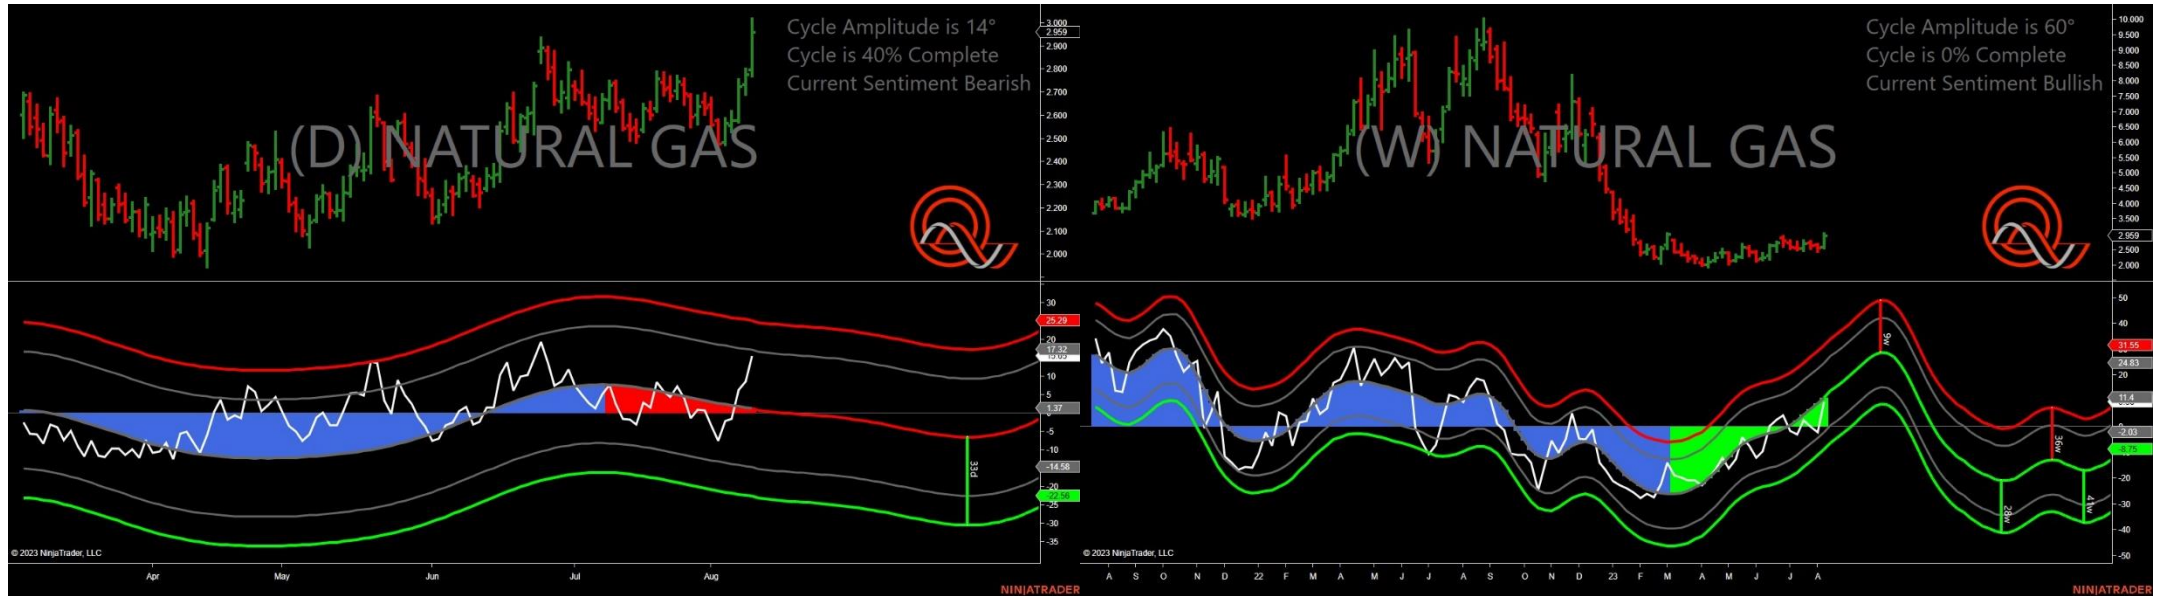 Cycle Amplitude is 14°
Cycle is 40% Complete
Current Sentiment Bearish
(D) NATURAL GAS
3.000
2.959
2.900
2.800
2.700
2.600
2.500
2.400
2.300
2.200
2.100
2.000
30
25.29
20
17.32
10
5
1.37
-5
-10
-14.58
-20
-22.56
-25
-30
-35
33d
© 2023 NinjaTrader, LLC
Apr May Jun Jul Aug
NINJATRADER
Cycle Amplitude is 60°
Cycle is 0% Complete
Current Sentiment Bullish
(W) NATURAL GAS
10.000
9.500
9.000
8.500
8.000
7.500
7.000
6.500
6.000
5.500
5.000
4.500
4.000
3.500
2.959
2.500
2.000
50
40
31.55
24.83
20
11.4
-2.03
-8.75
-20
-30
-40
-50
9w
36w
28w
41w
© 2023 NinjaTrader, LLC
A S O N D 22 F M A M J J A S O N D 23 F M A M J J A
NINJATRADER